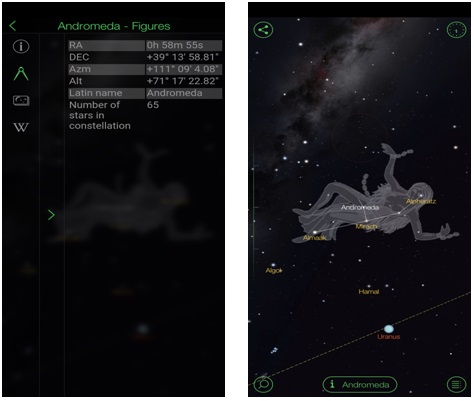 Andromeda - Figures
RA 0h 58m 55s
DEC +39° 13' 58.81"
Azm +111° 09' 4.08"
Alt +71° 17' 22.82"
Latin name Andromeda
Number of 65
stars in
constellation
i
W
Andromeda
Alpheratz
Mirach
Almaak
Algol
Hamal
Uranus
i Andromeda